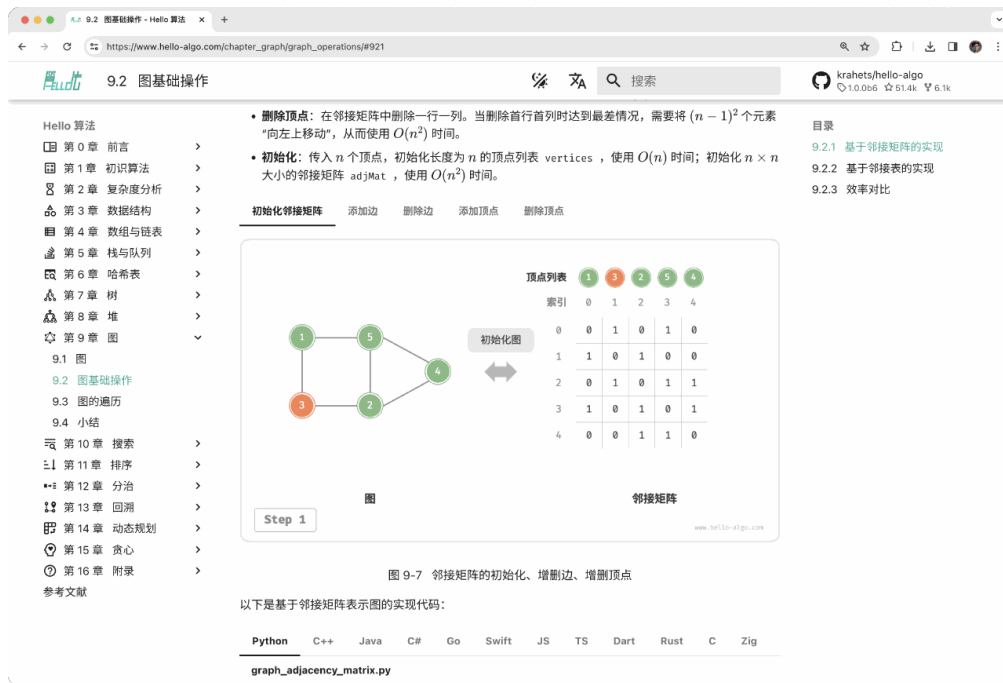 9.2 图基础操作 - Hello 算法
https://www.hello-algo.com/chapter_graph/graph_operations/#921
9.2 图基础操作
搜索
krahets/hello-algo
1.0.0b6 51.4k 6.1k
Hello 算法
第 0 章 前言
第 1 章 初识算法
第 2 章 复杂度分析
第 3 章 数据结构
第 4 章 数组与链表
第 5 章 栈与队列
第 6 章 哈希表
第 7 章 树
第 8 章 堆
第 9 章 图
9.1 图
9.2 图基础操作
9.3 图的遍历
9.4 小结
第 10 章 搜索
第 11 章 排序
第 12 章 分治
第 13 章 回溯
第 14 章 动态规划
第 15 章 贪心
第 16 章 附录
参考文献
• 删除顶点：在邻接矩阵中删除一行一列。当删除首行首列时达到最差情况，需要将 (n − 1)² 个元素
“向左上移动”，从而使用 O(n²) 时间。
• 初始化：传入 n 个顶点，初始化长度为 n 的顶点列表 vertices ，使用 O(n) 时间；初始化 n × n
大小的邻接矩阵 adjMat ，使用 O(n²) 时间。
初始化邻接矩阵 添加边 删除边 添加顶点 删除顶点
顶点列表 1 3 2 5 4
索引 0 1 2 3 4
0 0 1 0 1 0
1 1 0 1 0 0
2 0 1 0 1 1
3 1 0 1 0 1
4 0 0 1 1 0
1 5
4
3 2
初始化图
图 邻接矩阵
Step 1
www.hello-algo.com
图 9-7 邻接矩阵的初始化、增删边、增删顶点
以下是基于邻接矩阵表示图的实现代码：
Python C++ Java C# Go Swift JS TS Dart Rust C Zig
graph_adjacency_matrix.py
目录
9.2.1 基于邻接矩阵的实现
9.2.2 基于邻接表的实现
9.2.3 效率对比